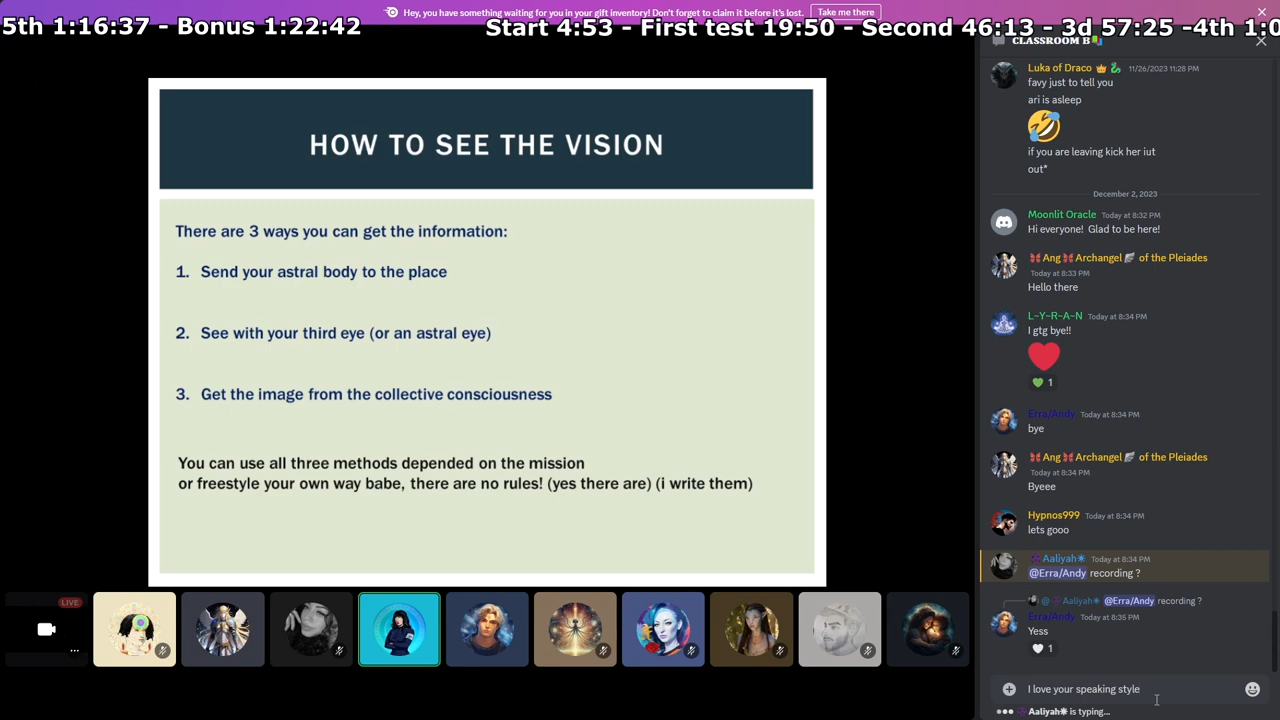 Hey, you have something waiting for you in your gift inventory! Don't forget to claim it before it's lost. Take me there
5th 1:16:37 - Bonus 1:22:42 Start 4:53 - First test 19:50 - Second 46:13 - 3d 57:25 -4th 1:0
CLASSROOM B
HOW TO SEE THE VISION
There are 3 ways you can get the information:
1. Send your astral body to the place
2. See with your third eye (or an astral eye)
3. Get the image from the collective consciousness
You can use all three methods depended on the mission
or freestyle your own way babe, there are no rules! (yes there are) (i write them)
LIVE
Luka of Draco 11/26/2023 11:28 PM
favy just to tell you
ari is asleep
🤣
if you are leaving kick her iut
out*
December 2, 2023
Moonlit Oracle Today at 8:32 PM
Hi everyone! Glad to be here!
Ang Archangel of the Pleiades
Today at 8:33 PM
Hello there
L~Y~R~A~N Today at 8:34 PM
I gtg bye!!
❤️
💚 1
Erra/Andy Today at 8:34 PM
bye
Ang Archangel of the Pleiades
Today at 8:34 PM
Byeee
Hypnos999 Today at 8:34 PM
lets gooo
Aaliyah Today at 8:34 PM
@Erra/Andy recording ?
@ Aaliyah @Erra/Andy recording ?
Erra/Andy Today at 8:35 PM
Yess
🤍 1
I love your speaking style
Aaliyah is typing...